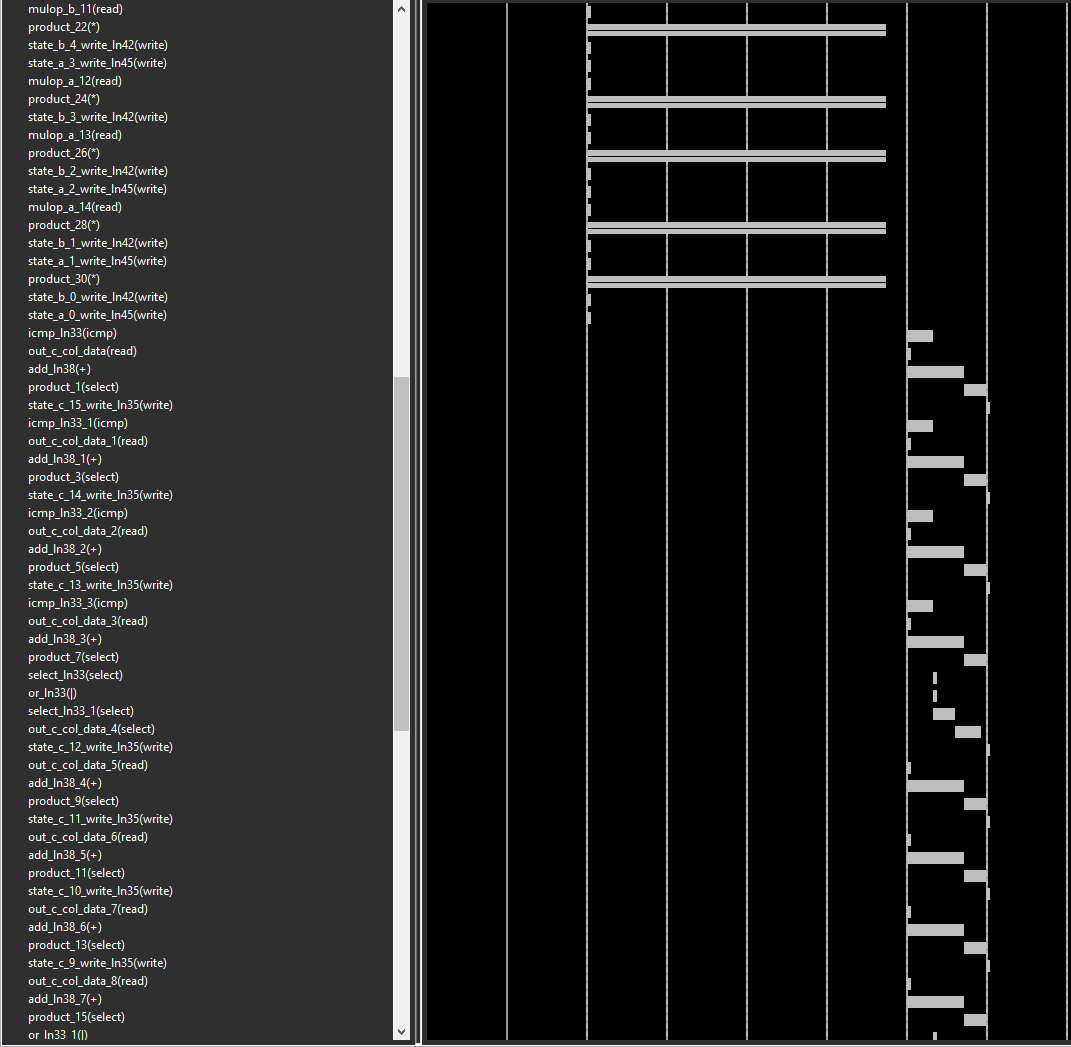 mulop_b_11(read)
product_22(*)
state_b_4_write_ln42(write)
state_a_3_write_ln45(write)
mulop_a_12(read)
product_24(*)
state_b_3_write_ln42(write)
mulop_a_13(read)
product_26(*)
state_b_2_write_ln42(write)
state_a_2_write_ln45(write)
mulop_a_14(read)
product_28(*)
state_b_1_write_ln42(write)
state_a_1_write_ln45(write)
product_30(*)
state_b_0_write_ln42(write)
state_a_0_write_ln45(write)
icmp_ln33(icmp)
out_c_col_data(read)
add_ln38(+)
product_1(select)
state_c_15_write_ln35(write)
icmp_ln33_1(icmp)
out_c_col_data_1(read)
add_ln38_1(+)
product_3(select)
state_c_14_write_ln35(write)
icmp_ln33_2(icmp)
out_c_col_data_2(read)
add_ln38_2(+)
product_5(select)
state_c_13_write_ln35(write)
icmp_ln33_3(icmp)
out_c_col_data_3(read)
add_ln38_3(+)
product_7(select)
select_ln33(select)
or_ln33(|)
select_ln33_1(select)
out_c_col_data_4(select)
state_c_12_write_ln35(write)
out_c_col_data_5(read)
add_ln38_4(+)
product_9(select)
state_c_11_write_ln35(write)
out_c_col_data_6(read)
add_ln38_5(+)
product_11(select)
state_c_10_write_ln35(write)
out_c_col_data_7(read)
add_ln38_6(+)
product_13(select)
state_c_9_write_ln35(write)
out_c_col_data_8(read)
add_ln38_7(+)
product_15(select)
or_ln33_1(|)